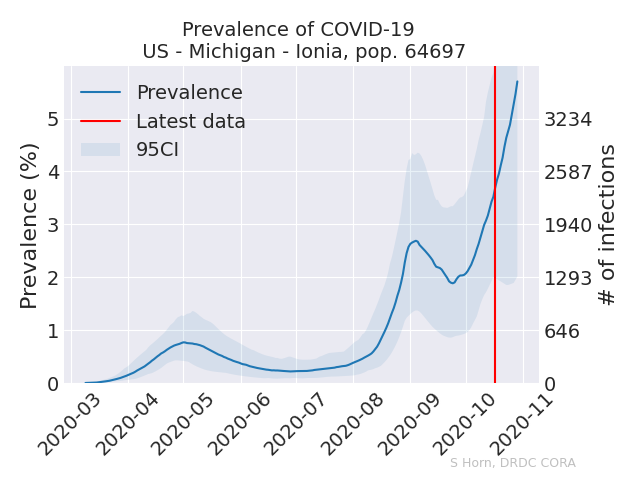 Prevalence of COVID-19
US - Michigan - Ionia, pop. 64697
Prevalence
Latest data
95CI
Prevalence (%)
5
4
3
2
1
0
3234
2587
1940
1293
646
0
# of infections
2020-03
2020-04
2020-05
2020-06
2020-07
2020-08
2020-09
2020-10
2020-11
S Horn, DRDC CORA